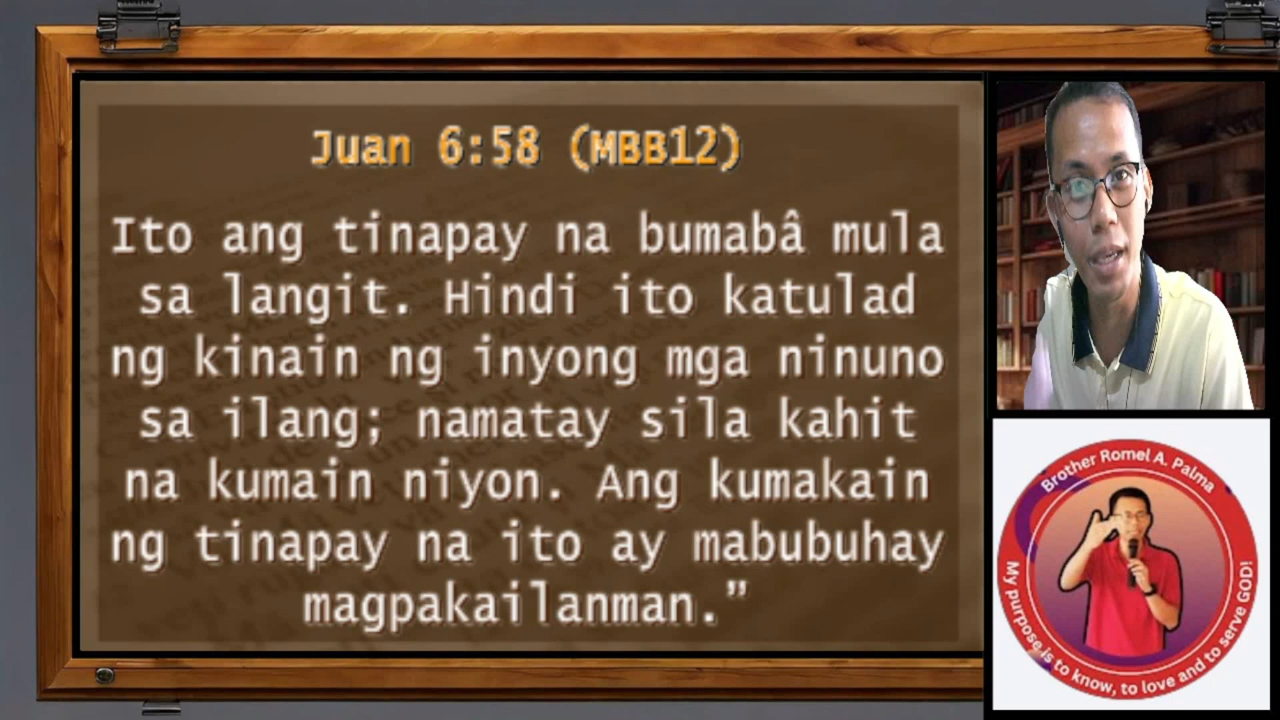 Juan 6:58 (MBB12)
Ito ang tinapay na bumabâ mula
sa langit. Hindi ito katulad
ng kinain ng inyong mga ninuno
sa ilang; namatay sila kahit
na kumain niyon. Ang kumakain
ng tinapay na ito ay mabubuhay
magpakailanman.”
Brother Romel A. Palma
My purpose is to know, to love and to serve GOD!